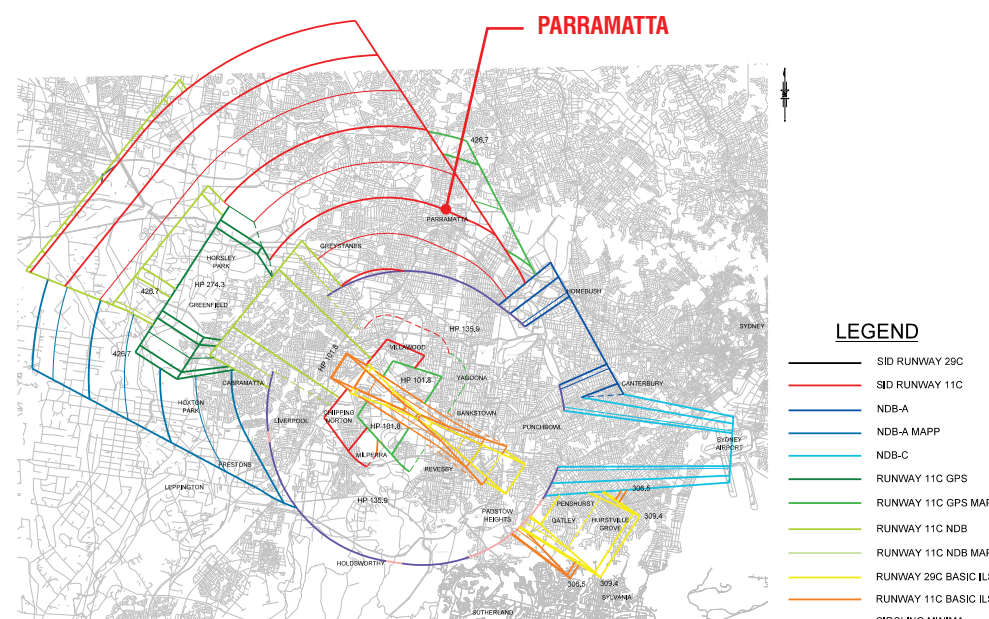 PARRAMATTA
426.7
PARRAMATTA
GREYSTANES
HORSLEY
PARK
HP 274.3
426.7
GREENFIELD
HOMEBUSH
SYDNEY
HP 135.9
426.7
HP 101.8
VILLAWOOD
YAGOONA
HP 101.8
CABRAMATTA
CANTERBURY
HOXTON
PARK
LIVERPOOL
CHIPPING
NORTON
BANKSTOWN
HP 101.8
PUNCHBOWL
SYDNEY
AIRPORT
MILPERRA
PRESTONS
REVESBY
LEPPINGTON
HP 135.9
306.5
PENSHURST
PADSTOW
HEIGHTS
OATLEY
HURSTVILLE
GROVE
309.4
HOLDSWORTHY
306.5
309.4
SYLVANIA
SUTHERLAND
LEGEND
SID RUNWAY 29C
SID RUNWAY 11C
NDB-A
NDB-A MAPP
NDB-C
RUNWAY 11C GPS
RUNWAY 11C GPS MAP
RUNWAY 11C NDB
RUNWAY 11C NDB MAP
RUNWAY 29C BASIC ILS
RUNWAY 11C BASIC ILS